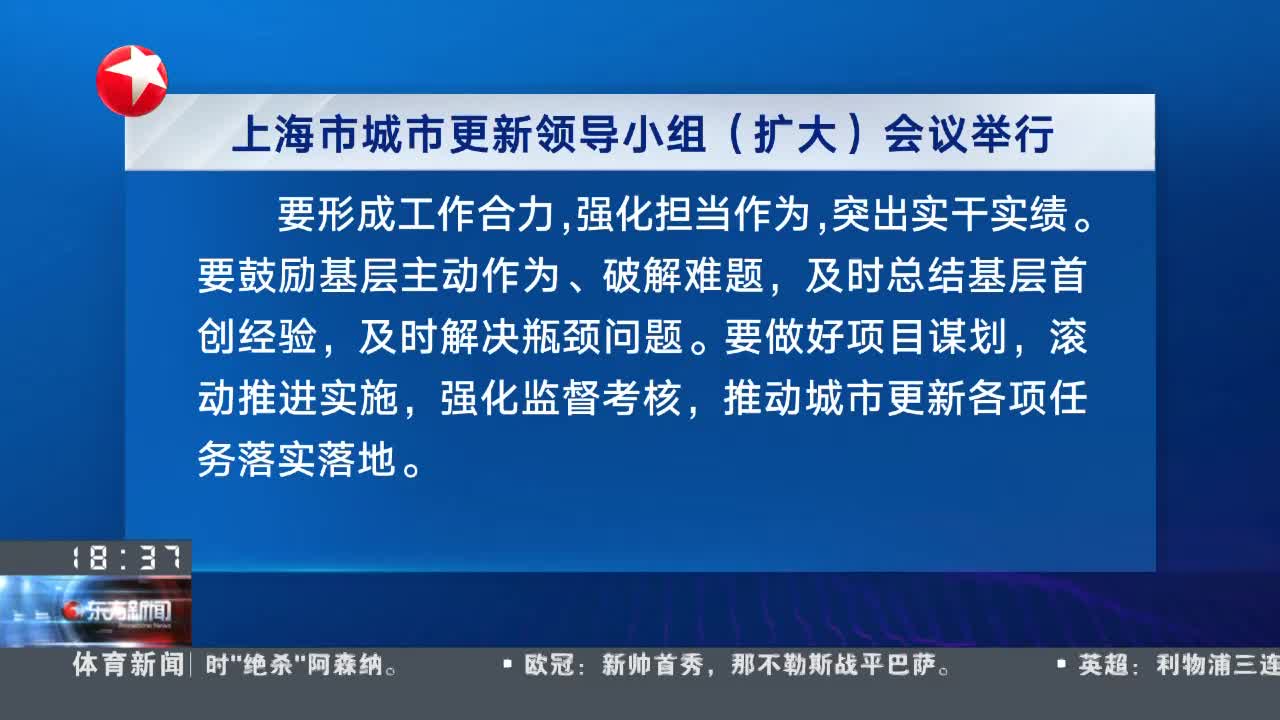 上海市城市更新领导小组（扩大）会议举行
要形成工作合力,强化担当作为,突出实干实绩。
要鼓励基层主动作为、破解难题，及时总结基层首
创经验，及时解决瓶颈问题。要做好项目谋划，滚
动推进实施，强化监督考核，推动城市更新各项任
务落实落地。
18:37
东方新闻
体育新闻 时"绝杀"阿森纳。 ▪ 欧冠：新帅首秀，那不勒斯战平巴萨。 ▪ 英超：利物浦三连